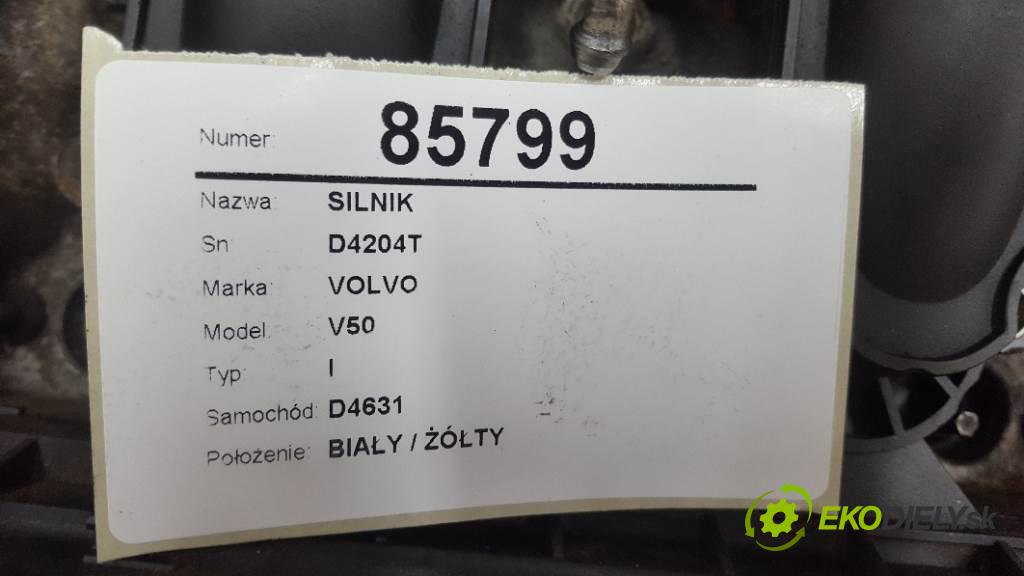 Numer: 85799
Nazwa: SILNIK
Sn: D4204T
Marka: VOLVO
Model: V50
Typ: I
Samochód: D4631
Położenie: BIAŁY / ŻÓŁTY
EKODIELY.sk